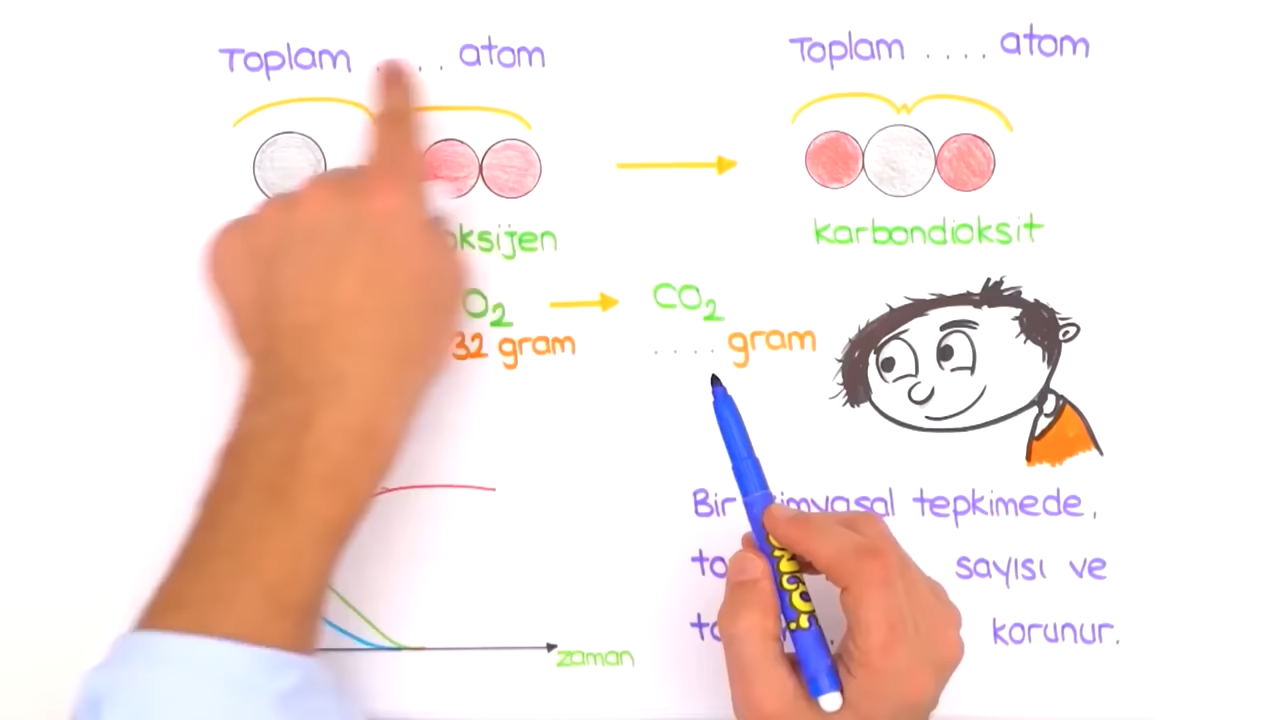 Toplam .... atom
Toplam .... atom
oksijen
karbondioksit
O2 → CO2
32 gram
.... gram
Bir kimyasal tepkimede,
sayısı ve
korunur.
zaman